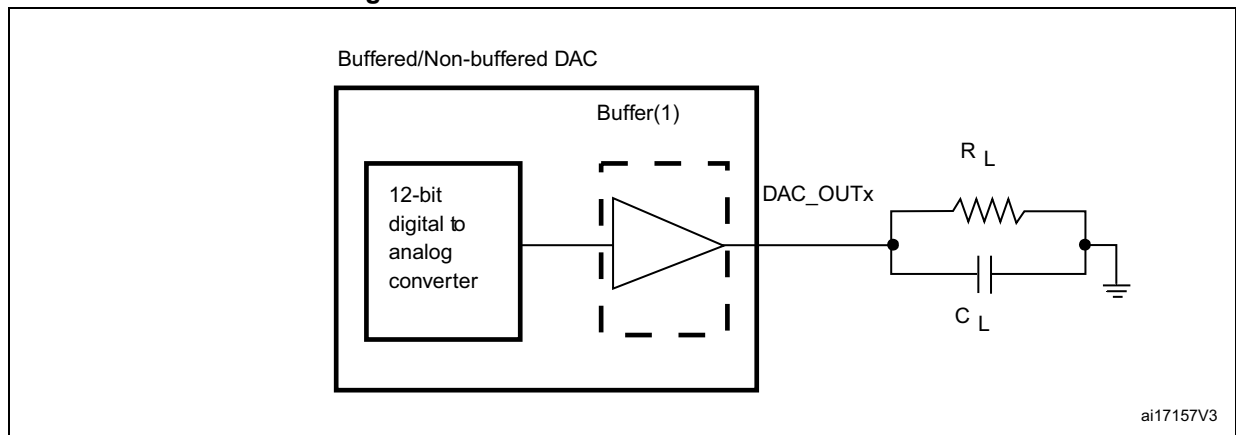 Buffered/Non-buffered DAC
Buffer(1)
12-bit
digital to
analog
converter
DAC_OUTx
R L
C L
ai17157V3